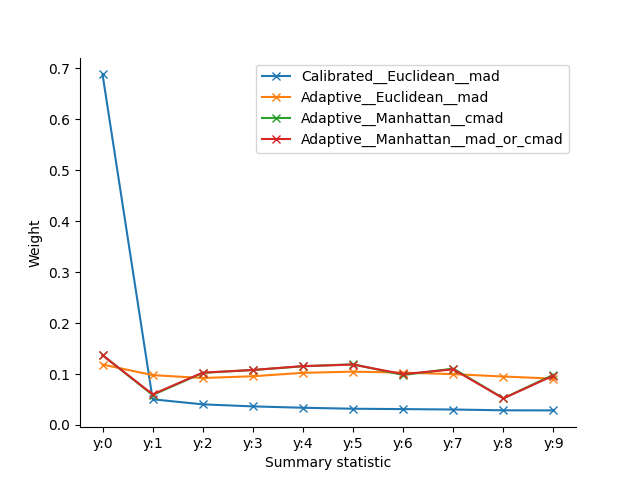 Calibrated__Euclidean__mad
Adaptive__Euclidean__mad
Adaptive__Manhattan__cmad
Adaptive__Manhattan__mad_or_cmad
0.7
0.6
0.5
0.4
0.3
0.2
0.1
0.0
Weight
y:0 y:1 y:2 y:3 y:4 y:5 y:6 y:7 y:8 y:9
Summary statistic